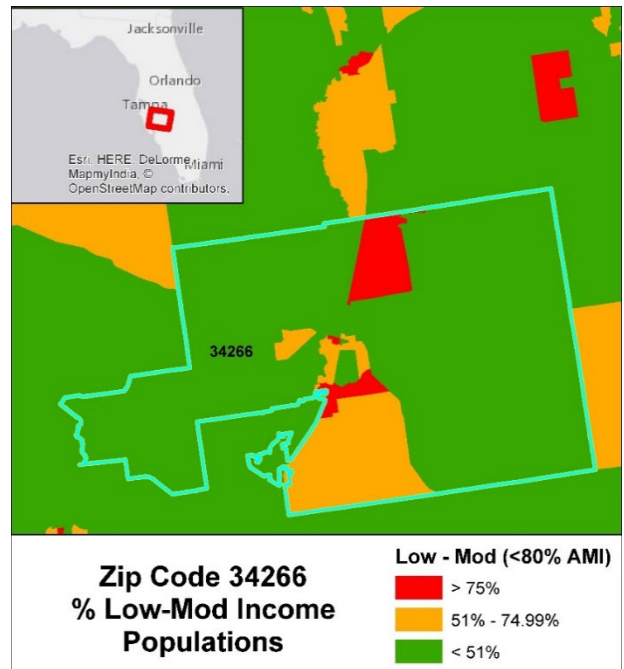 Jacksonville
Orlando
Tampa
Miami
Esri, HERE, DeLorme,
MapmyIndia, ©
OpenStreetMap contributors.
34266
Zip Code 34266
% Low-Mod Income
Populations
Low - Mod (<80% AMI)
> 75%
51% - 74.99%
< 51%